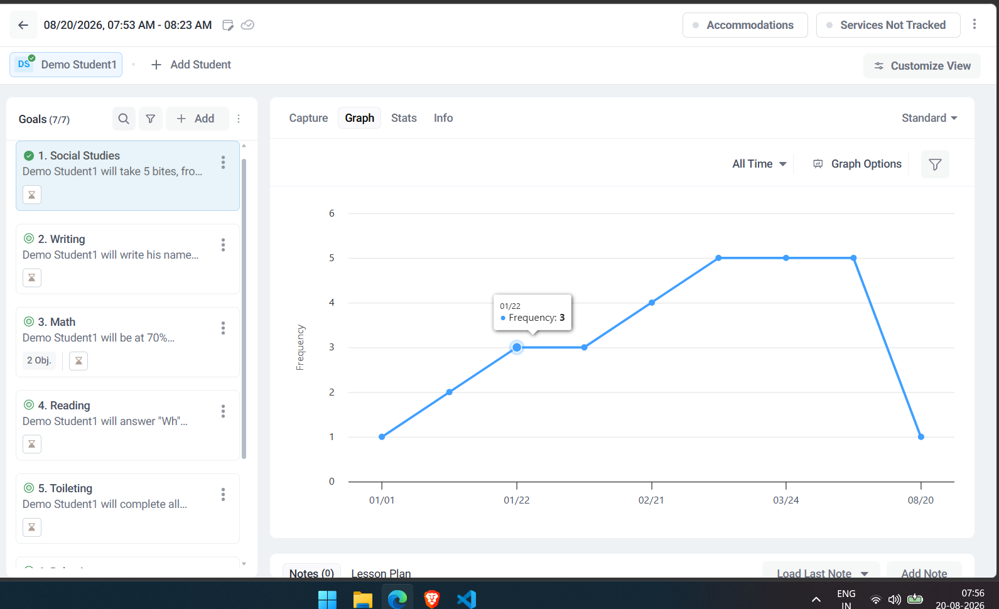 08/20/2026, 07:53 AM - 08:23 AM
Accommodations
Services Not Tracked
DS
Demo Student1
Add Student
Customize View
Goals (7/7)
Add
1. Social Studies
Demo Student1 will take 5 bites, fro...
2. Writing
Demo Student1 will write his name...
3. Math
Demo Student1 will be at 70%...
2 Obj.
4. Reading
Demo Student1 will answer "Wh"...
5. Toileting
Demo Student1 will complete all...
Capture
Graph
Stats
Info
Standard
All Time
Graph Options
6
5
4
3
2
1
0
Frequency
01/22
Frequency: 3
01/01
01/22
02/21
03/24
08/20
Notes (0)
Lesson Plan
Load Last Note
Add Note
ENG
IN
07:56
20-08-2026